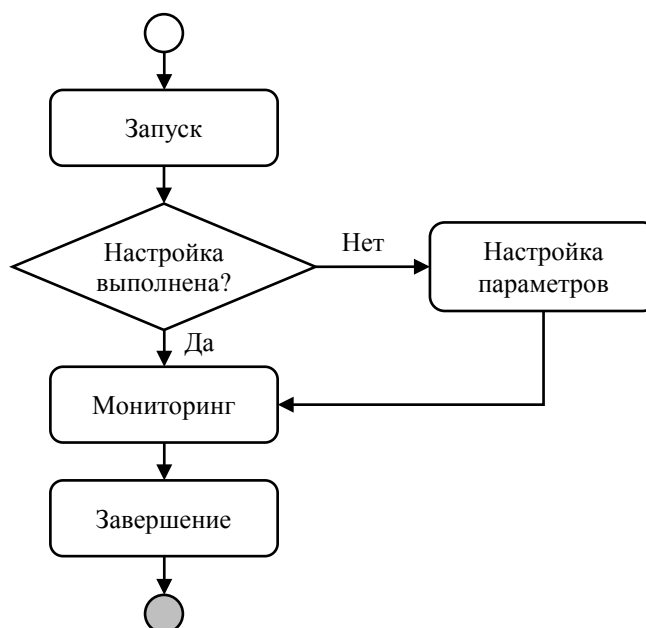 Запуск
Настройка
выполнена?
Нет
Настройка
параметров
Да
Мониторинг
Завершение